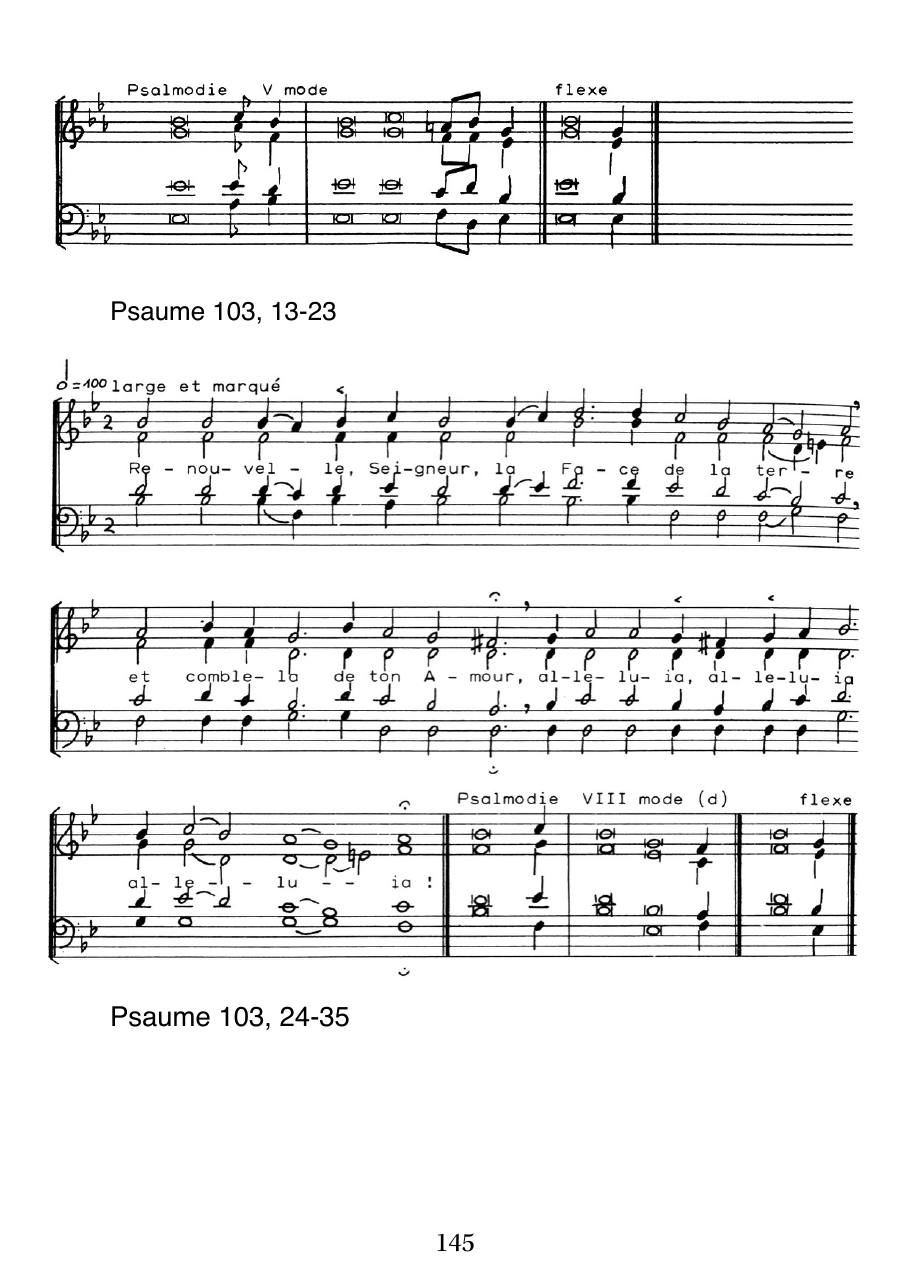 Psalmodie V mode flexe
Psaume 103, 13-23
=100 large et marqué
2
Re - nou- vel - le, Sei-gneur, la Fa - ce de la ter- re
2
et comble- la de ton A - mour, al-le- lu- ia, al- le-lu- ia
Psalmodie VIII mode (d) flexe
al- le - - lu - - ia !
Psaume 103, 24-35
145